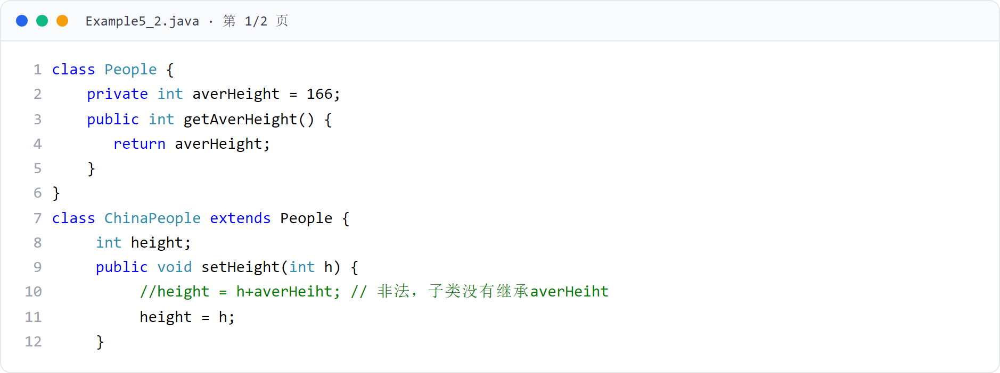 Example5_2.java · 第 1/2 页
1 class People {
2     private int averHeight = 166;
3     public int getAverHeight() {
4        return averHeight;
5     }
6 }
7 class ChinaPeople extends People {
8      int height;
9      public void setHeight(int h) {
10           //height = h+averHeiht; // 非法，子类没有继承averHeiht
11           height = h;
12      }